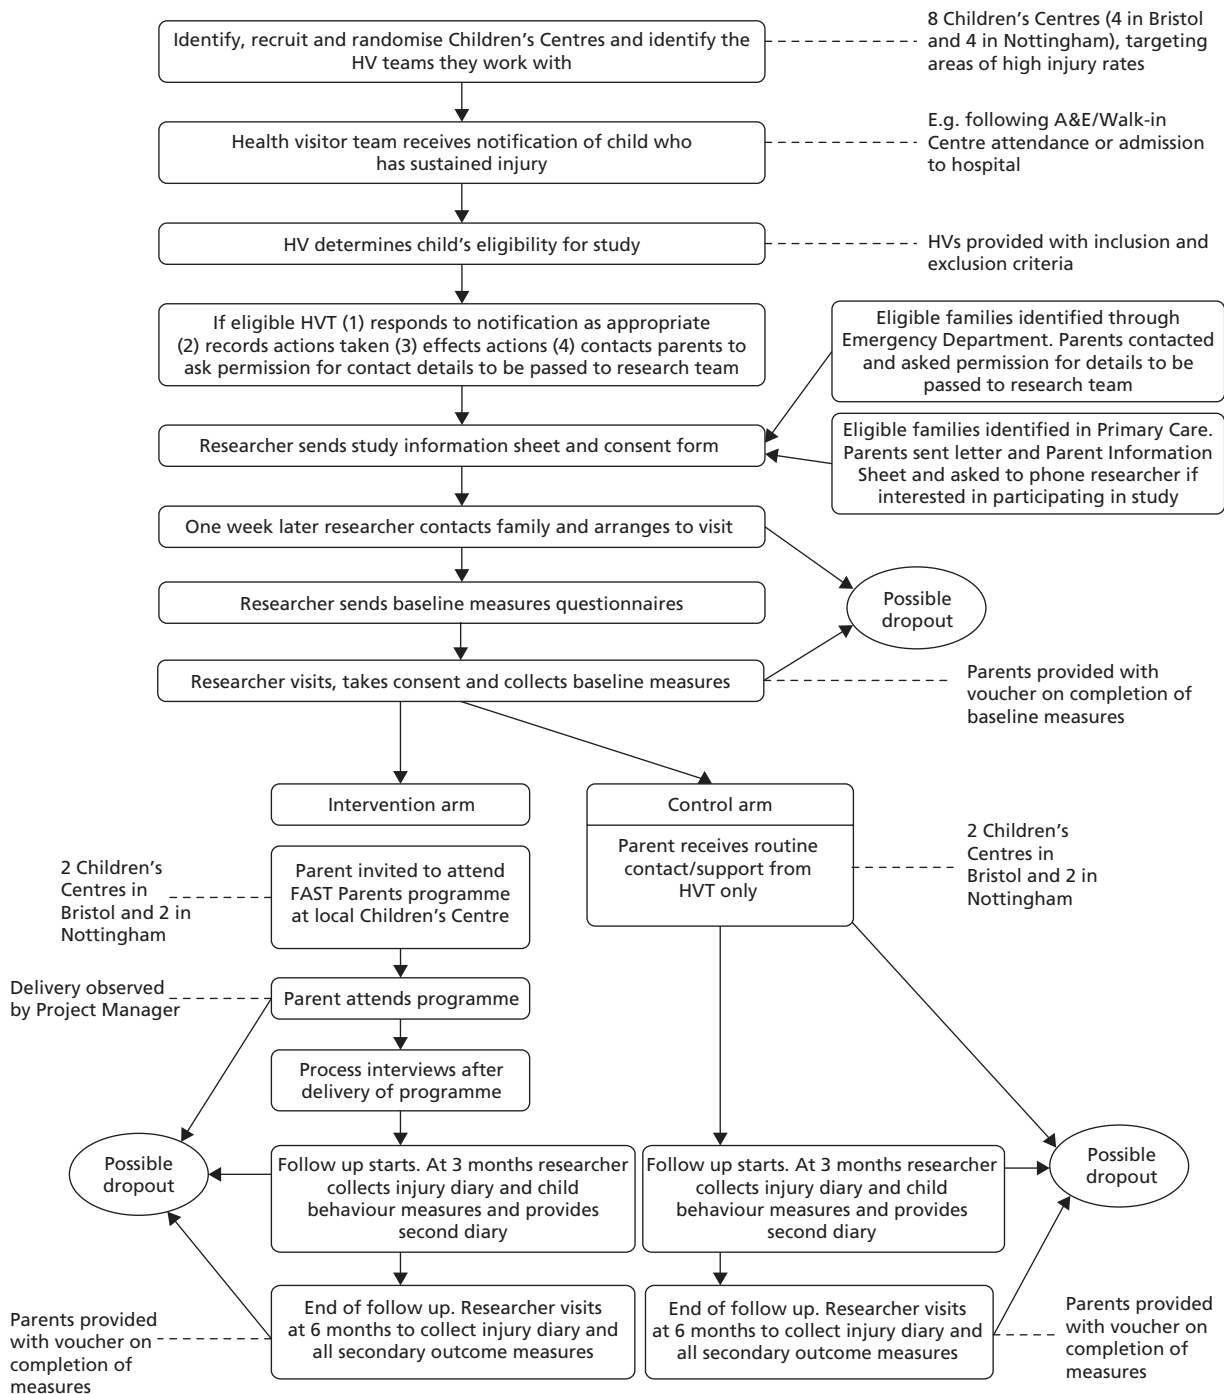 Identify, recruit and randomise Children’s Centres and identify the
HV teams they work with
8 Children’s Centres (4 in Bristol
and 4 in Nottingham), targeting
areas of high injury rates
Health visitor team receives notification of child who
has sustained injury
E.g. following A&E/Walk-in
Centre attendance or admission
to hospital
HV determines child’s eligibility for study
HVs provided with inclusion and
exclusion criteria
If eligible HVT (1) responds to notification as appropriate
(2) records actions taken (3) effects actions (4) contacts parents to
ask permission for contact details to be passed to research team
Eligible families identified through
Emergency Department. Parents contacted
and asked permission for details to be
passed to research team
Researcher sends study information sheet and consent form
Eligible families identified in Primary Care.
Parents sent letter and Parent Information
Sheet and asked to phone researcher if
interested in participating in study
One week later researcher contacts family and arranges to visit
Possible
dropout
Researcher sends baseline measures questionnaires
Researcher visits, takes consent and collects baseline measures
Parents provided with
voucher on completion of
baseline measures
Intervention arm
Control arm
2 Children’s
Centres in
Bristol and 2 in
Nottingham
Parent invited to attend
FAST Parents programme
at local Children’s Centre
Parent receives routine
contact/support from
HVT only
2 Children’s
Centres in
Bristol and 2 in
Nottingham
Delivery observed
by Project Manager
Parent attends programme
Process interviews after
delivery of programme
Possible
dropout
Follow up starts. At 3 months researcher
collects injury diary and child
behaviour measures and provides
second diary
Follow up starts. At 3 months researcher
collects injury diary and child
behaviour measures and provides
second diary
Possible
dropout
Parents provided
with voucher on
completion of
measures
End of follow up. Researcher visits
at 6 months to collect injury diary and
all secondary outcome measures
End of follow up. Researcher visits
at 6 months to collect injury diary and
all secondary outcome measures
Parents provided
with voucher on
completion of
measures